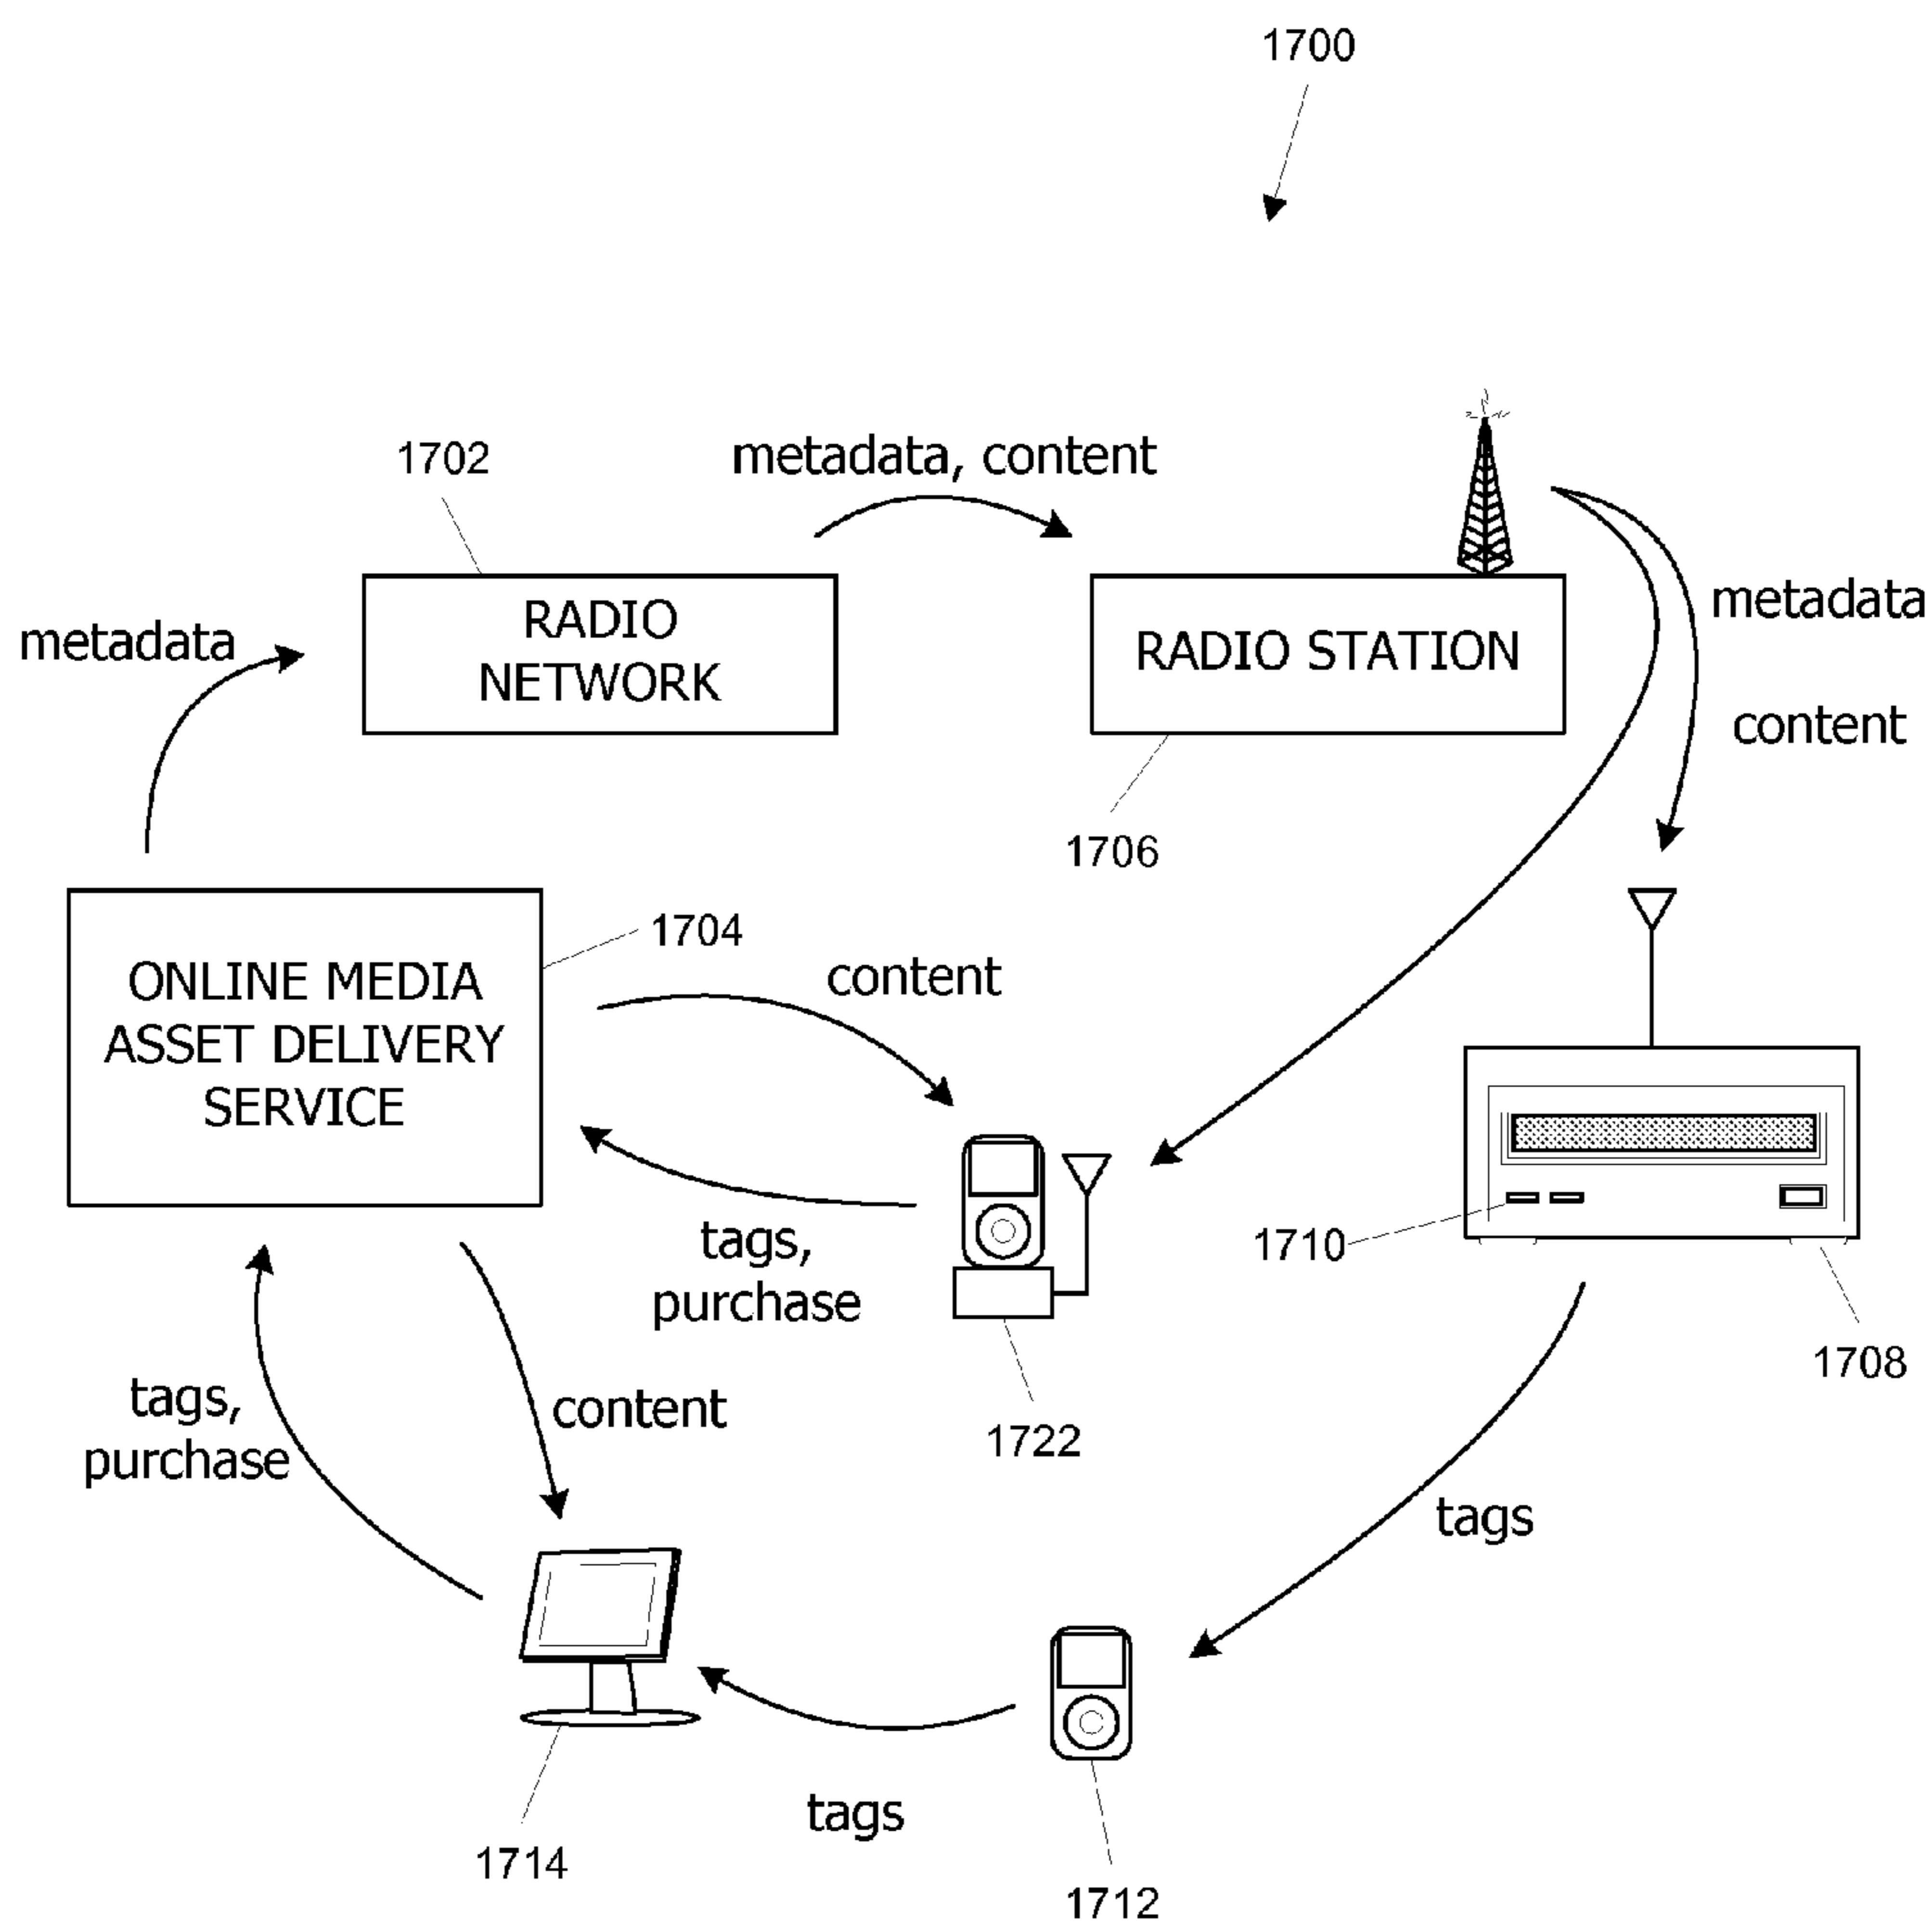 1700
1702
metadata, content
metadata
RADIO
NETWORK
RADIO STATION
metadata
content
1706
1704
ONLINE MEDIA
ASSET DELIVERY
SERVICE
content
tags,
purchase
1710
1708
1722
tags,
purchase
content
tags
tags
1714
1712